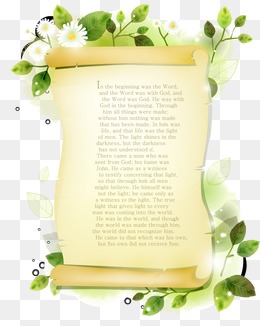 In the beginning was the Word,
and the Word was with God, and
the Word was God. He was with
God in the beginning. Through
him all things were made;
without him nothing was made
that has been made. In him was
life, and this life was the light
of men. The light shines in the
darkness, but the darkness
has not understood it.
There came a man who was
sent from God; his name was
John. He came as a witness
to testify concerning that light,
so that through him all men
might believe. He himself was
not the light; he came only as
a witness to the light. The true
light that gives light to every
man was coming into the world.
He was in the world, and though
the world was made through him,
the world did not recognize him.
He came to that which was his own,
but his own did not receive him.